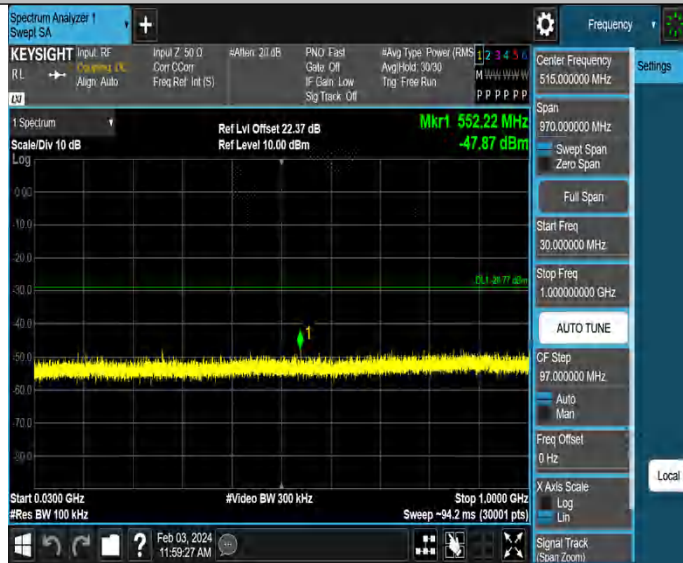 Spectrum Analyzer 1
Swept SA
+
Frequency
KEYSIGHT
RL
Input: RF
Coupling: DC
Align: Auto
Input Z: 50 Ω
Corr CCorr
Freq Ref: Int (S)
#Atten: 20 dB
PNO: Fast
Gate: Off
IF Gain: Low
Sig Track: Off
#Avg Type: Power (RMS
Avg|Hold: 30/30
Trig: Free Run
1 2 3 4 5 6
M W W W W W
P P P P P P
Settings
1 Spectrum
Scale/Div 10 dB
Ref Lvl Offset 22.37 dB
Ref Level 10.00 dBm
Mkr1 552.22 MHz
-47.87 dBm
Log
0.00
-10.0
-20.0
-30.0
-40.0
-50.0
-60.0
-70.0
-80.0
1
Start 0.0300 GHz
#Res BW 100 kHz
#Video BW 300 kHz
Stop 1.0000 GHz
Sweep ~94.2 ms (30001 pts)
Center Frequency
515.000000 MHz
Span
970.000000 MHz
Swept Span
Zero Span
Full Span
Start Freq
30.000000 MHz
Stop Freq
1.000000000 GHz
AUTO TUNE
CF Step
97.000000 MHz
Auto
Man
Freq Offset
0 Hz
X Axis Scale
Log
Lin
Signal Track
(Span Zoom)
Local
?
Feb 03, 2024
11:59:27 AM